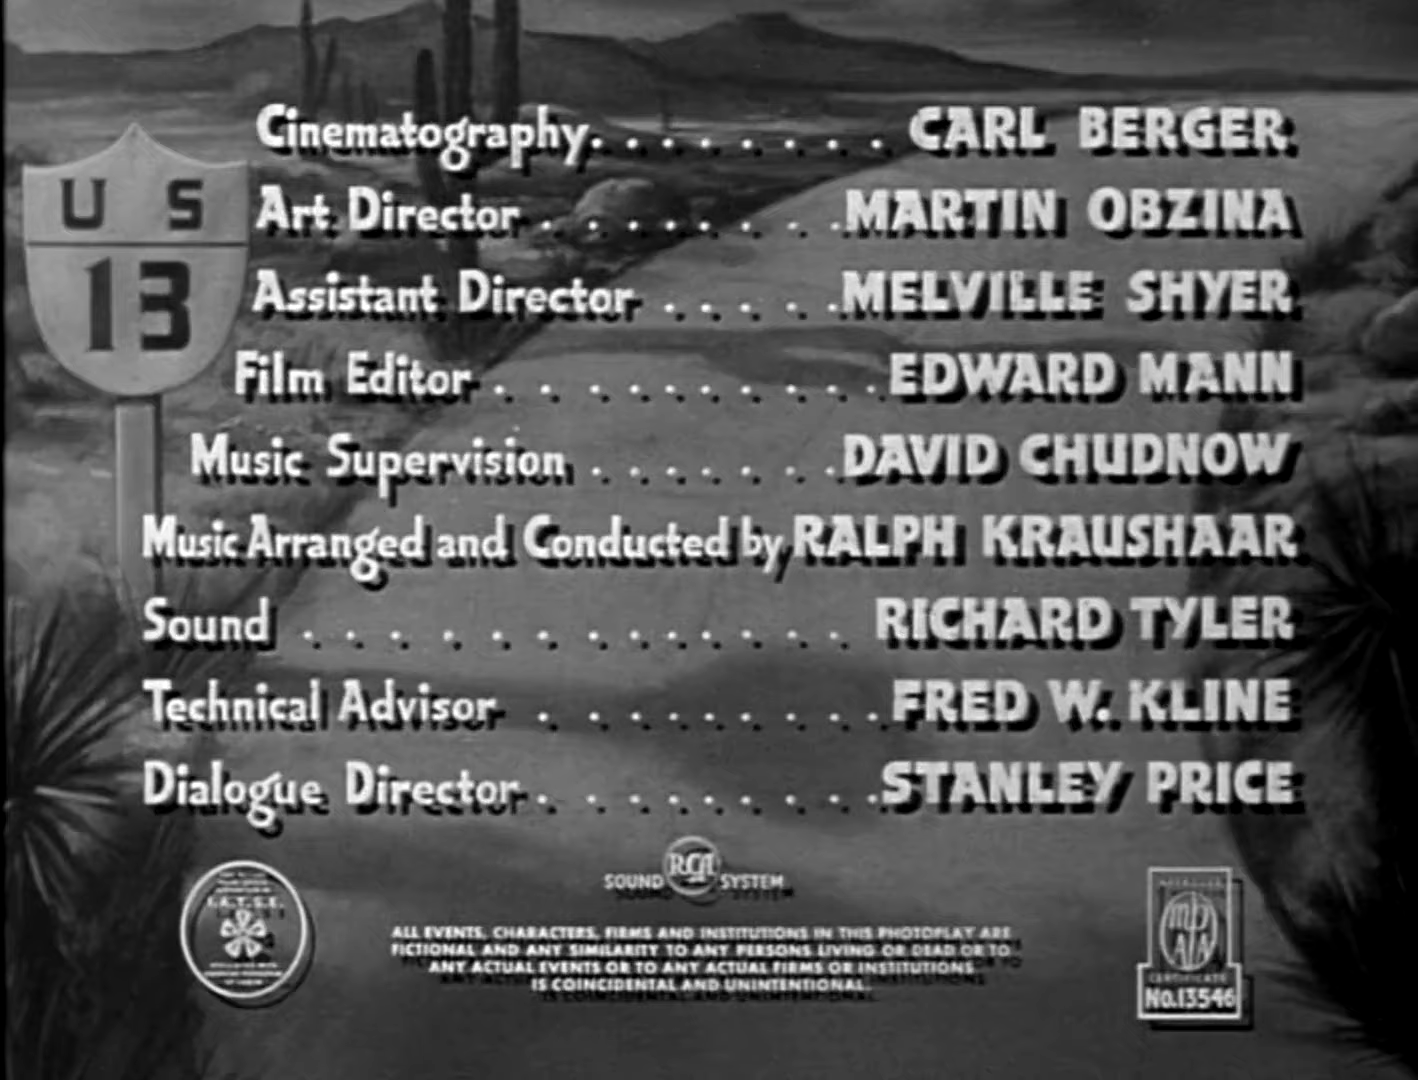 Cinematography......... CARL BERGER
U S
Art Director........ MARTIN OBZINA
13
Assistant Director..... MELVILLE SHYER
Film Editor......... EDWARD MANN
Music Supervision...... DAVID CHUDNOW
Music Arranged and Conducted by RALPH KRAUSHAAR
Sound............ RICHARD TYLER
Technical Advisor........ FRED W. KLINE
Dialogue Director........ STANLEY PRICE
RCA
SOUND SYSTEM
I.A.T.S.E.
ALL EVENTS, CHARACTERS, FIRMS AND INSTITUTIONS IN THIS PHOTOPLAY ARE
FICTIONAL AND ANY SIMILARITY TO ANY PERSONS LIVING OR DEAD OR TO
ANY ACTUAL EVENTS OR TO ANY ACTUAL FIRMS OR INSTITUTIONS
IS COINCIDENTAL AND UNINTENTIONAL.
CERTIFICATE
No.13546